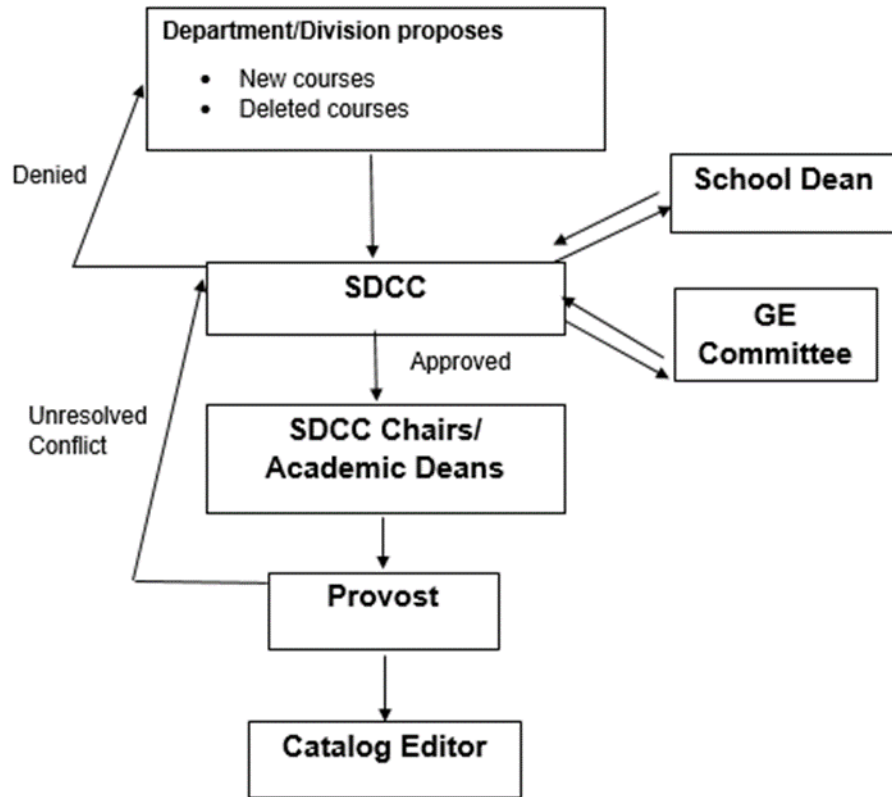 Department/Division proposes
• New courses
• Deleted courses
Denied
School Dean
SDCC
GE
Committee
Approved
Unresolved
Conflict
SDCC Chairs/
Academic Deans
Provost
Catalog Editor